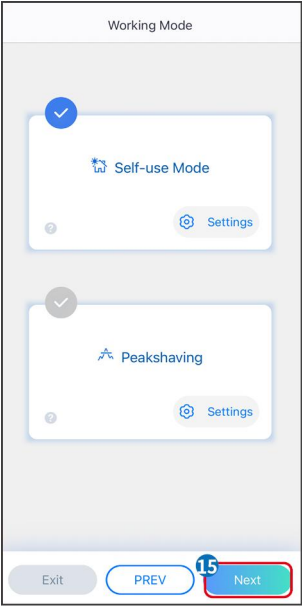 Working Mode
Self-use Mode
?
Settings
Peakshaving
?
Settings
15
Exit
PREV
Next